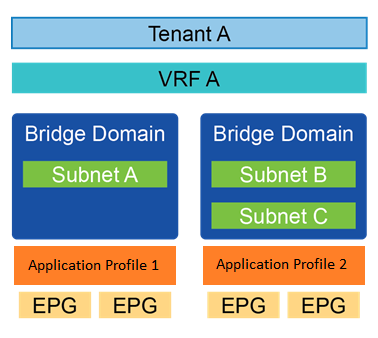 Tenant A
VRF A
Bridge Domain
Subnet A
Bridge Domain
Subnet B
Subnet C
Application Profile 1
Application Profile 2
EPG
EPG
EPG
EPG